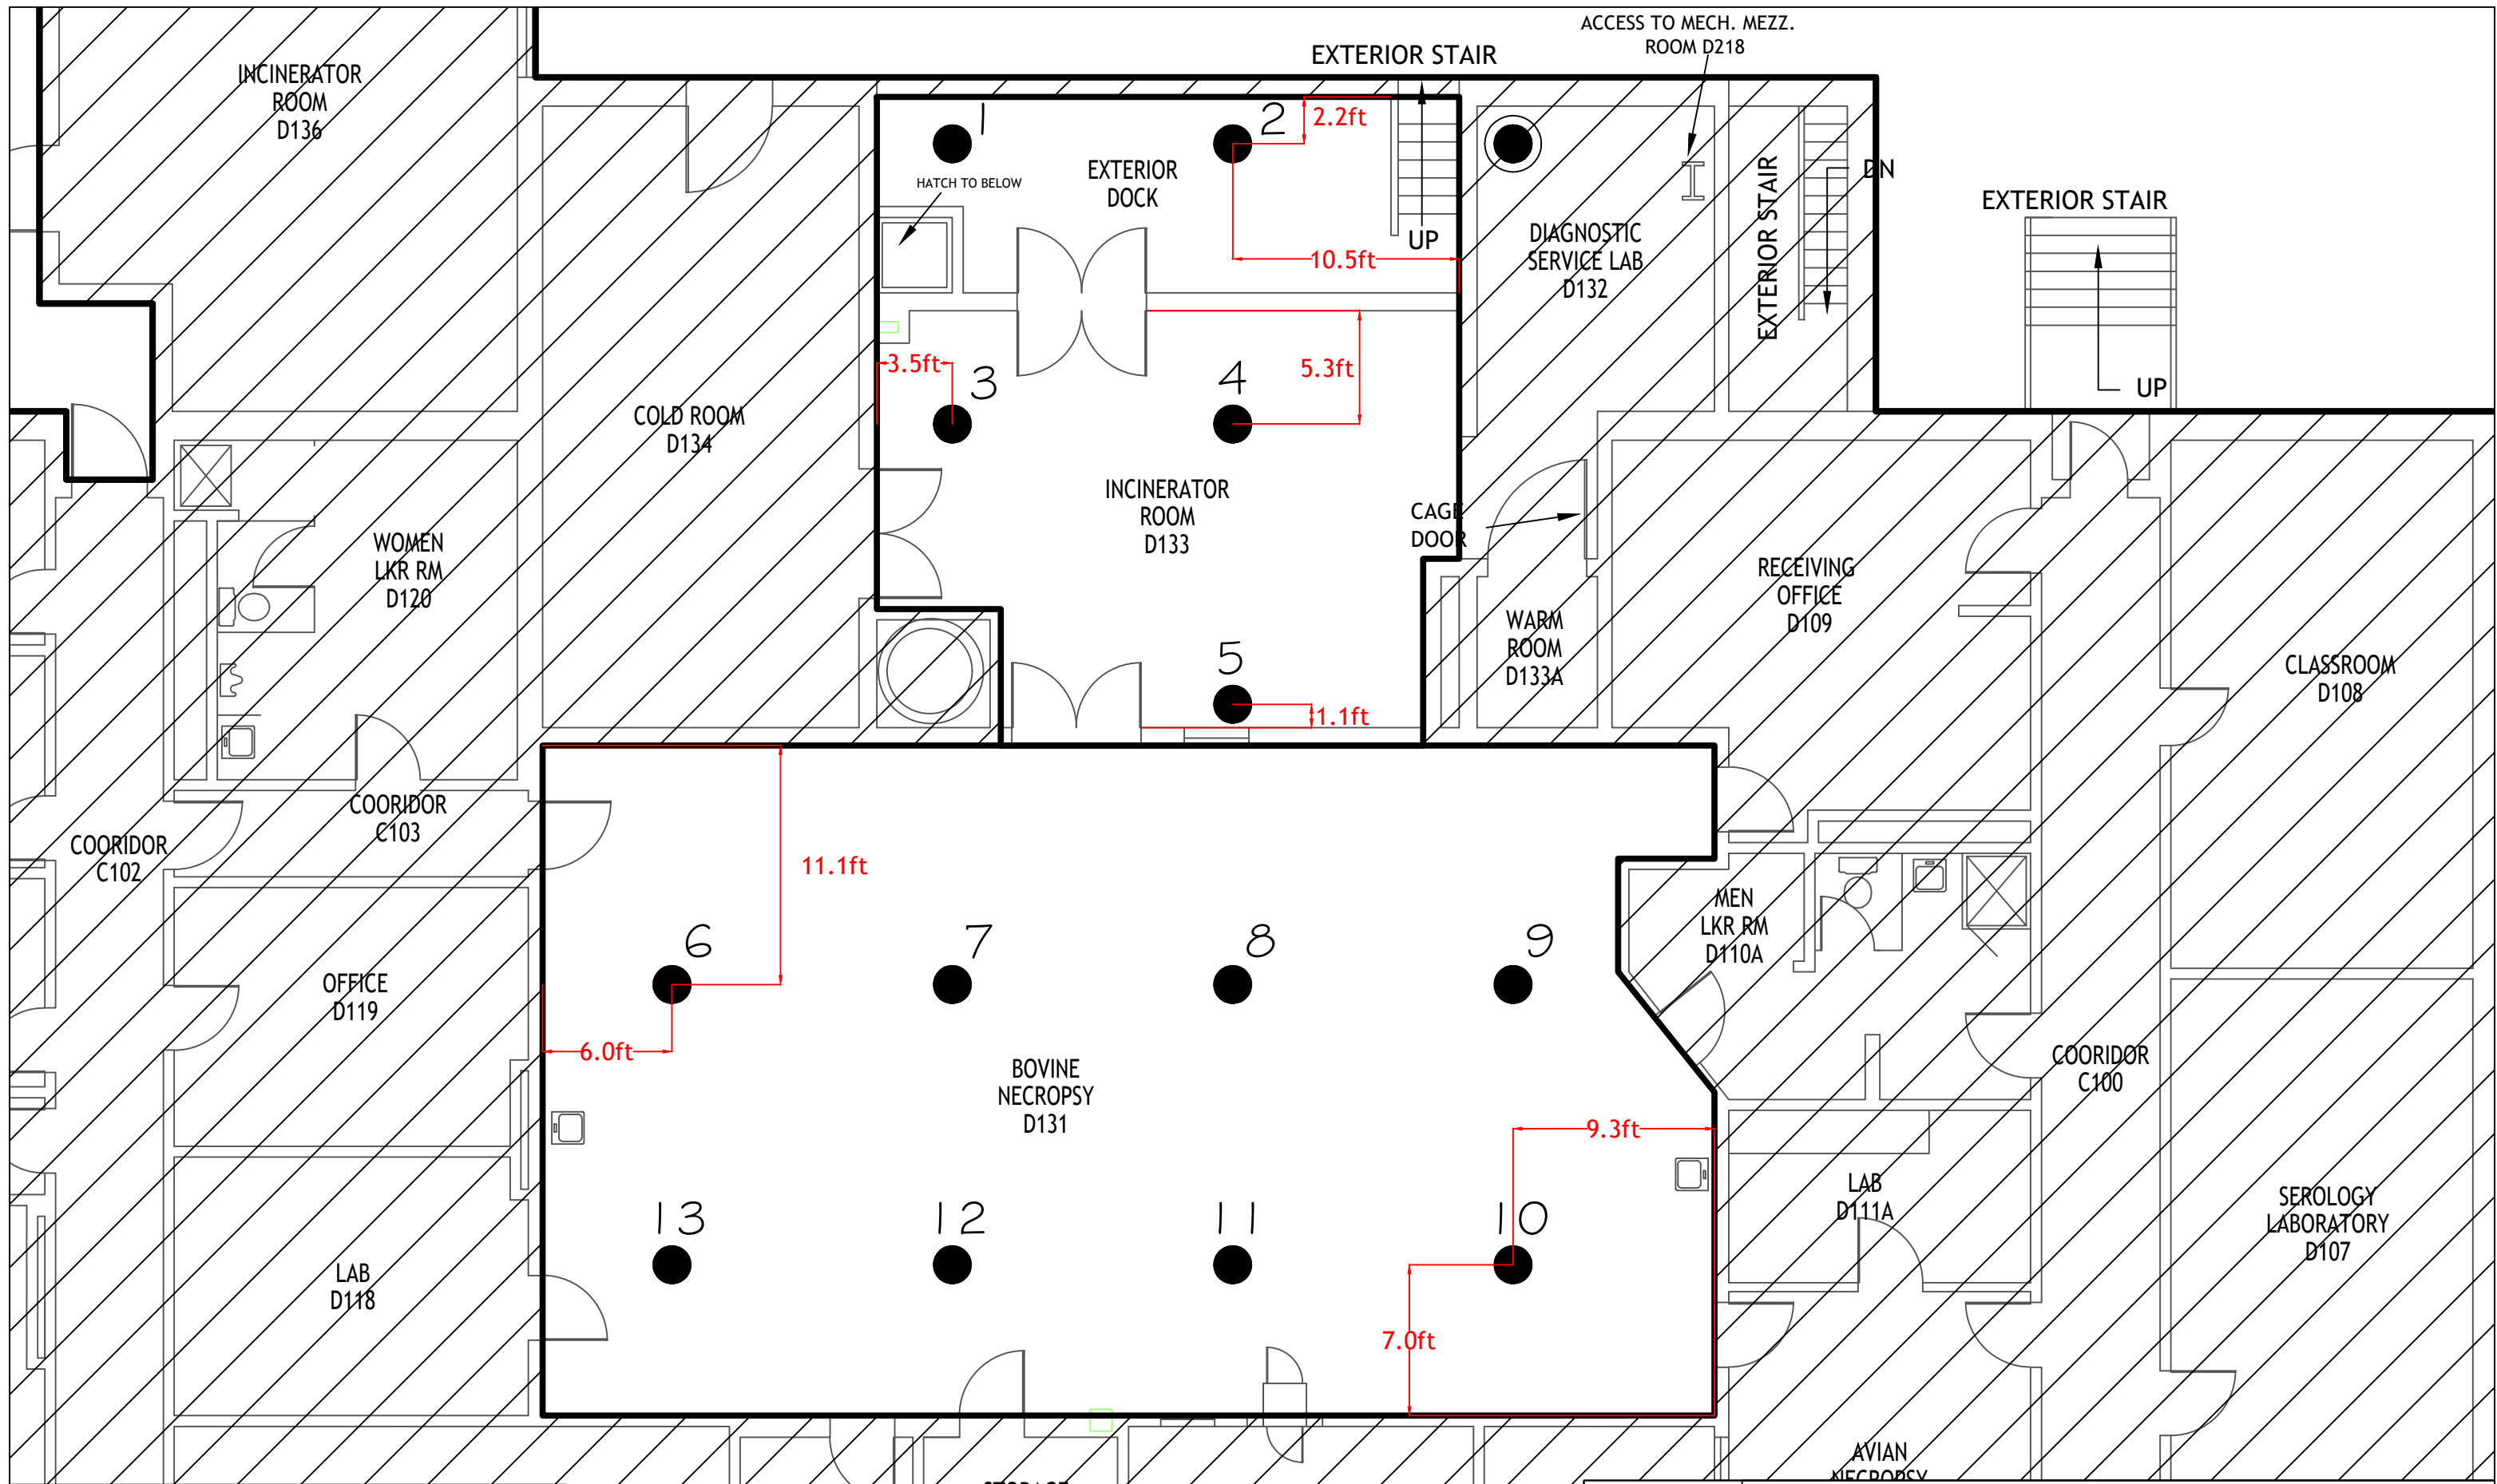 ACCESS TO MECH. MEZZ.
ROOM D218
EXTERIOR STAIR
INCINERATOR
ROOM
D136
1
2
2.2ft
HATCH TO BELOW
EXTERIOR
DOCK
UP
10.5ft
DIAGNOSTIC
SERVICE LAB
D132
EXTERIOR STAIR
DN
EXTERIOR STAIR
UP
3.5ft
3
4
5.3ft
COLD ROOM
D134
INCINERATOR
ROOM
D133
CAGE
DOOR
WOMEN
LKR RM
D120
RECEIVING
OFFICE
D109
WARM
ROOM
D133A
5
1.1ft
CLASSROOM
D108
COORIDOR
C103
COORIDOR
C102
11.1ft
6
7
8
9
MEN
LKR RM
D110A
OFFICE
D119
6.0ft
BOVINE
NECROPSY
D131
COORIDOR
C100
9.3ft
13
12
11
10
LAB
D111A
SEROLOGY
LABORATORY
D107
LAB
D118
7.0ft
AVIAN
NECROPSY